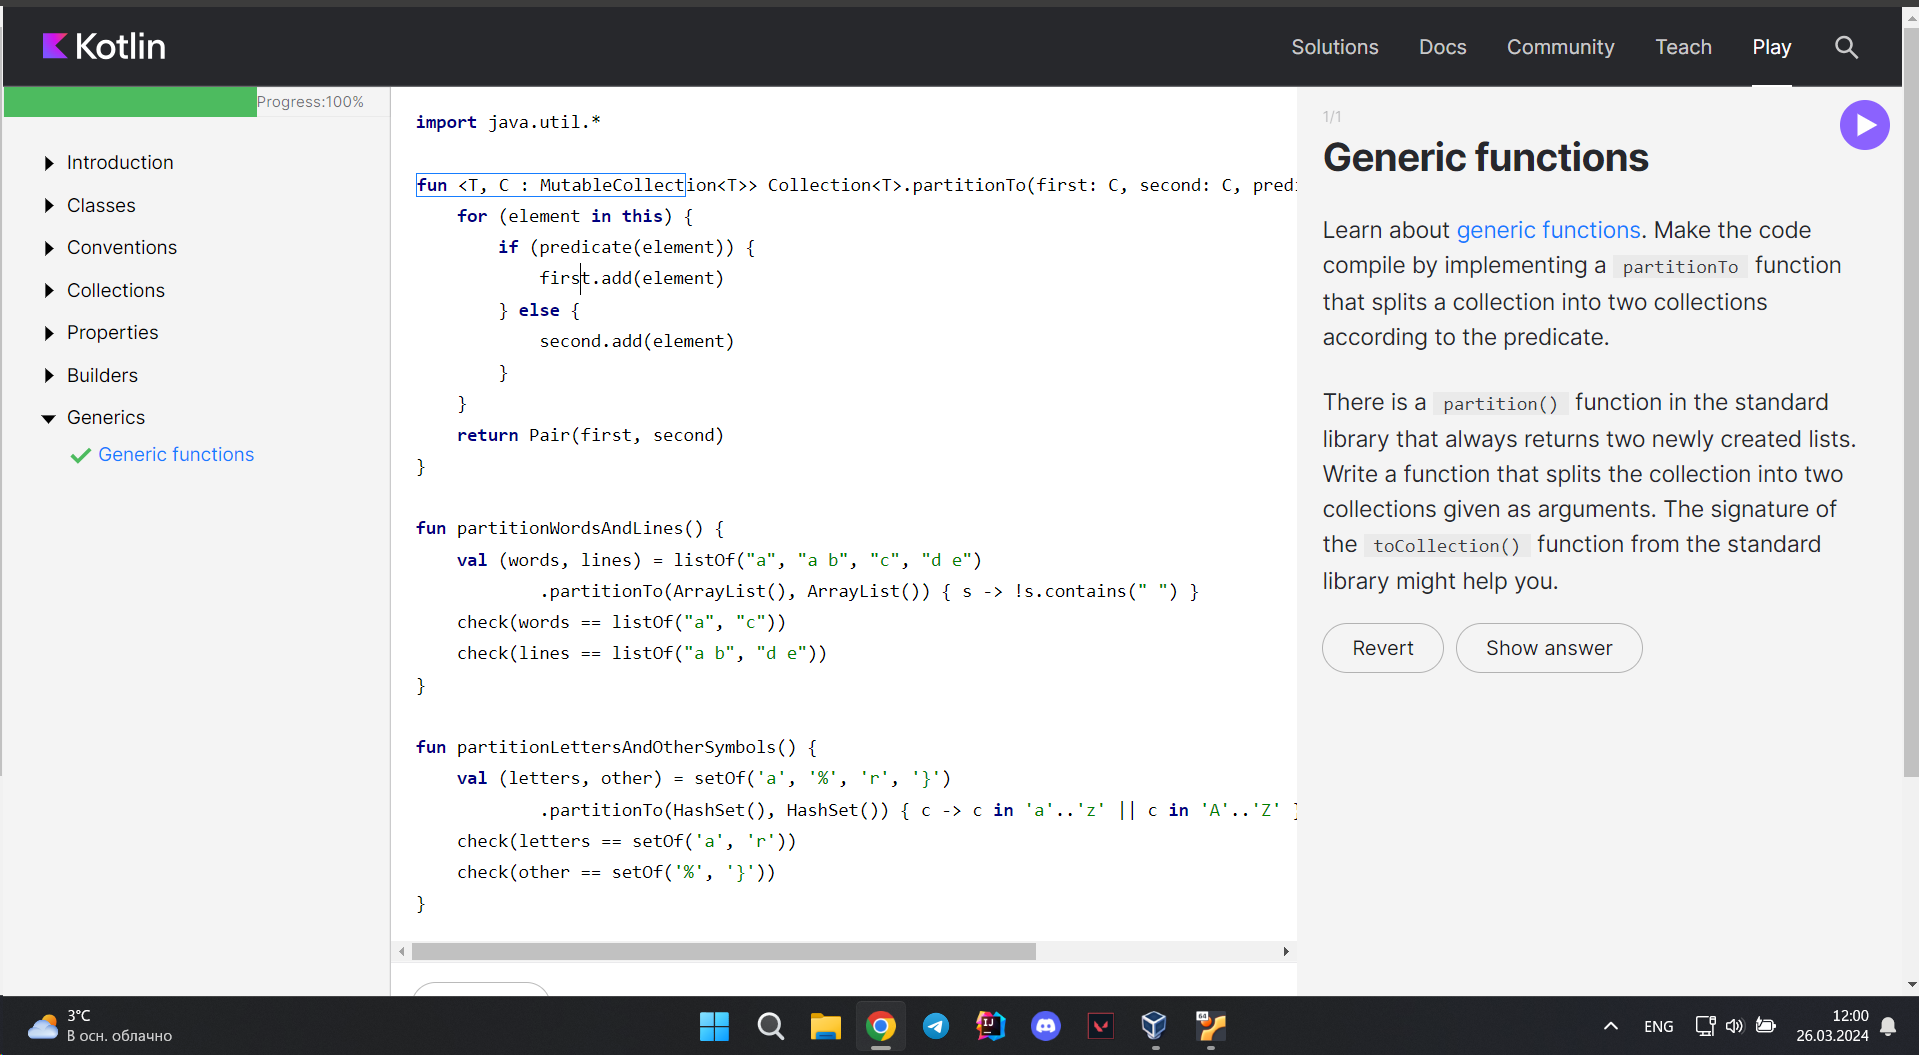 Kotlin
Solutions
Docs
Community
Teach
Play
Progress:100%
Introduction
Classes
Conventions
Collections
Properties
Builders
Generics
Generic functions
import java.util.*
fun <T, C : MutableCollection<T>> Collection<T>.partitionTo(first: C, second: C, pred
    for (element in this) {
        if (predicate(element)) {
            first.add(element)
        } else {
            second.add(element)
        }
    }
    return Pair(first, second)
}
fun partitionWordsAndLines() {
    val (words, lines) = listOf("a", "a b", "c", "d e")
            .partitionTo(ArrayList(), ArrayList()) { s -> !s.contains(" ") }
    check(words == listOf("a", "c"))
    check(lines == listOf("a b", "d e"))
}
fun partitionLettersAndOtherSymbols() {
    val (letters, other) = setOf('a', '%', 'r', '}')
            .partitionTo(HashSet(), HashSet()) { c -> c in 'a'..'z' || c in 'A'..'Z' }
    check(letters == setOf('a', 'r'))
    check(other == setOf('%', '}'))
}
1/1
Generic functions
Learn about generic functions. Make the code
compile by implementing a partitionTo function
that splits a collection into two collections
according to the predicate.
There is a partition() function in the standard
library that always returns two newly created lists.
Write a function that splits the collection into two
collections given as arguments. The signature of
the toCollection() function from the standard
library might help you.
Revert
Show answer
3°C
В осн. облачно
IJ
64
ENG
12:00
26.03.2024